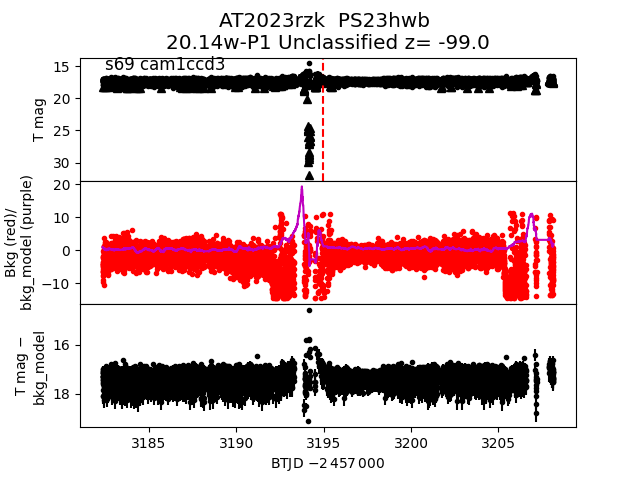 AT2023rzk  PS23hwb
20.14w-P1 Unclassified z= -99.0
s69 cam1ccd3
T mag
15
20
25
30
Bkg (red)/
bkg_model (purple)
20
10
0
−10
T mag −
bkg_model
16
18
3185
3190
3195
3200
3205
BTJD −2 457 000